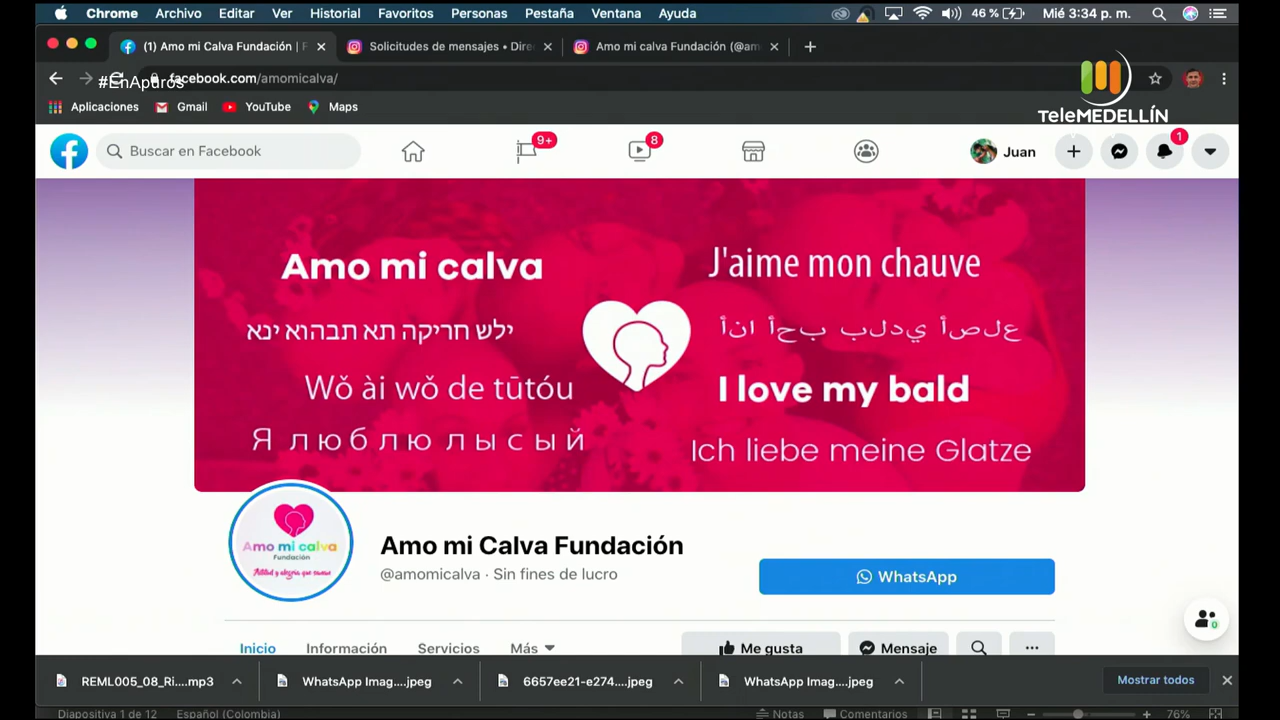 Chrome Archivo Editar Ver Historial Favoritos Personas Pestaña Ventana Ayuda 46 % Mié 3:34 p. m.
(1) Amo mi Calva Fundación | F Solicitudes de mensajes • Dire Amo mi calva Fundación (@am
#EnApuros facebook.com/amomicalva/
TeleMEDELLÍN
Aplicaciones Gmail YouTube Maps
Buscar en Facebook 9+ 8 Juan 1
Amo mi calva
J'aime mon chauve
ילש חריקה תא תבהוא ינא
أنا بحأ يدلب علصأ
Wǒ ài wǒ de tūtóu
I love my bald
Я люблю лысый
Ich liebe meine Glatze
Amo mi calva
Fundación
Amo mi Calva Fundación
@amomicalva · Sin fines de lucro
WhatsApp
0
Inicio Información Servicios Más Me gusta Mensaje ...
REML005_08_Ri....mp3 WhatsApp Imag....jpeg 6657ee21-e274....jpeg WhatsApp Imag....jpeg Mostrar todos
Diapositiva 1 de 12 Español (Colombia) Notas Comentarios 76%